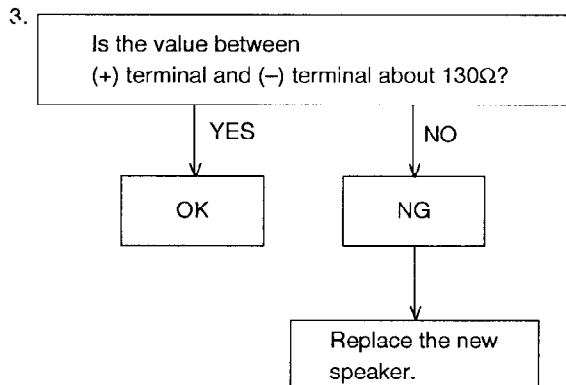 3.
Is the value between
(+) terminal and (–) terminal about 130Ω?
YES
NO
OK
NG
Replace the new
speaker.